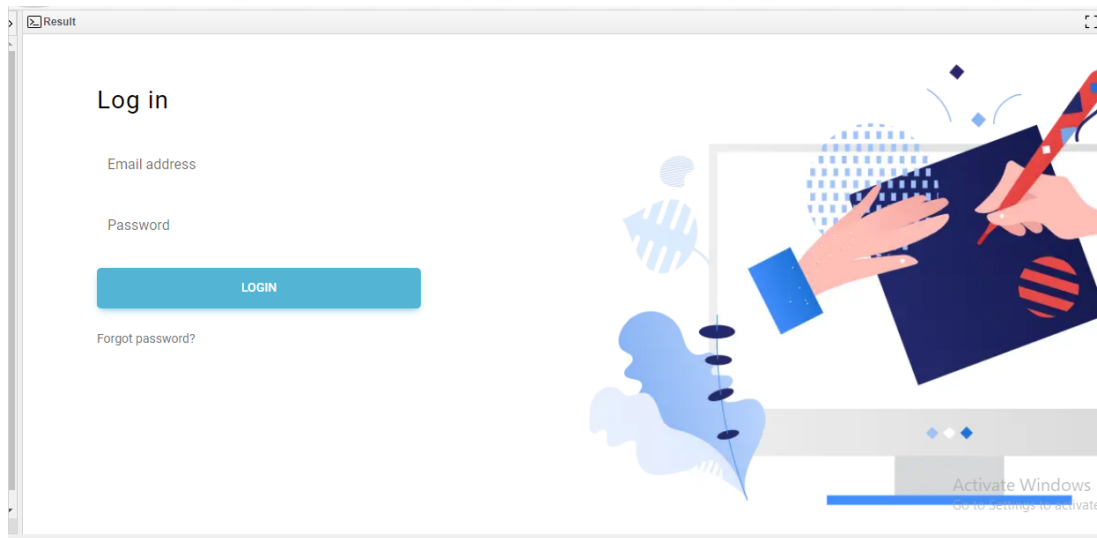 Result
Log in
Email address
Password
LOGIN
Forgot password?
Activate Windows
Go to Settings to activate